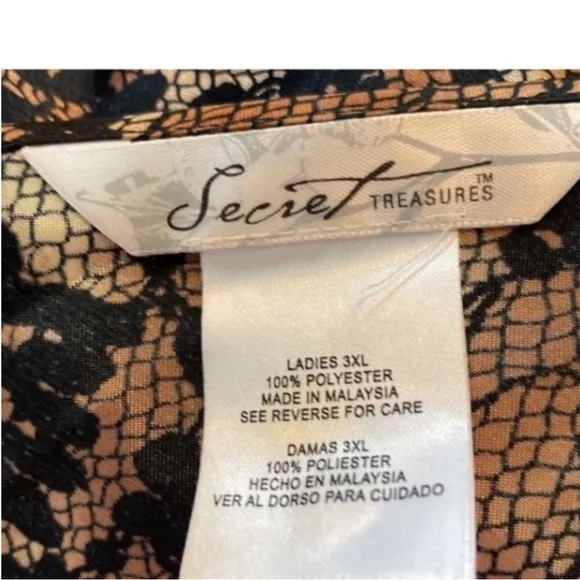 Secret TREASURES™
LADIES 3XL
100% POLYESTER
MADE IN MALAYSIA
SEE REVERSE FOR CARE
DAMAS 3XL
100% POLIESTER
HECHO EN MALAYSIA
VER AL DORSO PARA CUIDADO